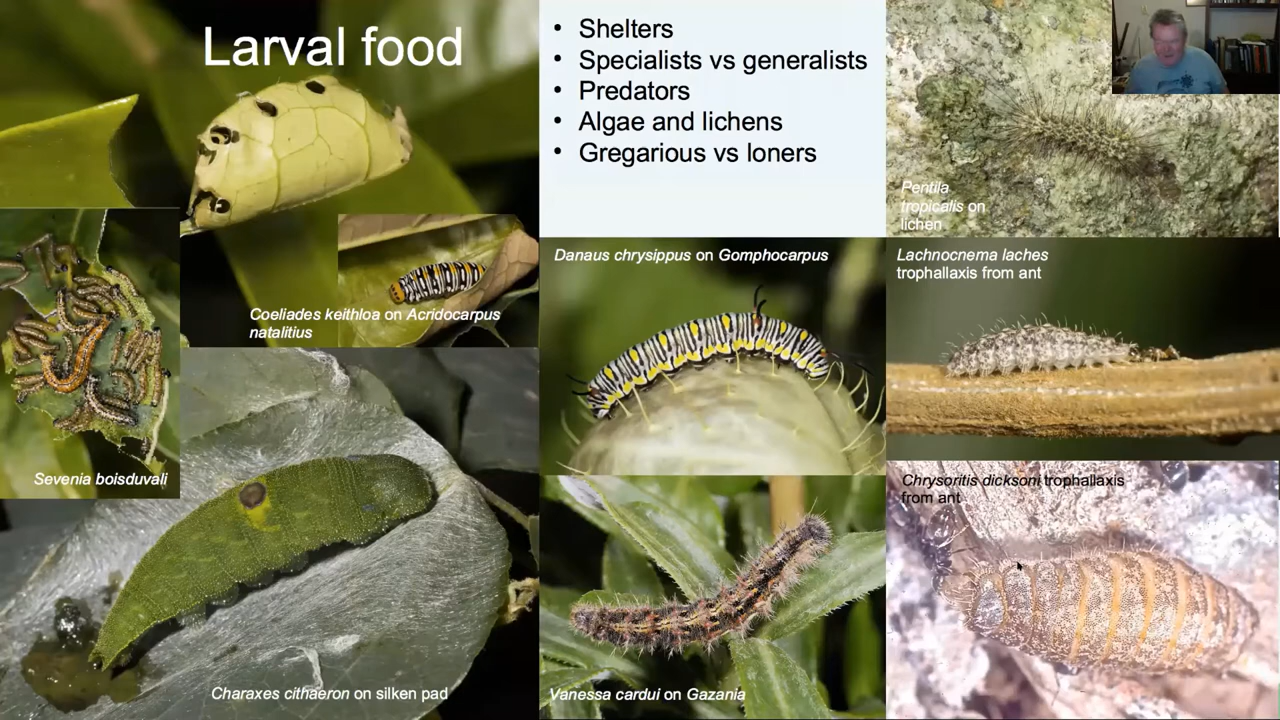 Larval food
• Shelters
• Specialists vs generalists
• Predators
• Algae and lichens
• Gregarious vs loners
Pentila
tropicalis on
lichen
Coeliades keithloa on Acridocarpus
natalitius
Danaus chrysippus on Gomphocarpus
Lachnocnema laches
trophallaxis from ant
Sevenia boisduvali
Chrysoritis dicksoni trophallaxis
from ant
Charaxes cithaeron on silken pad
Vanessa cardui on Gazania